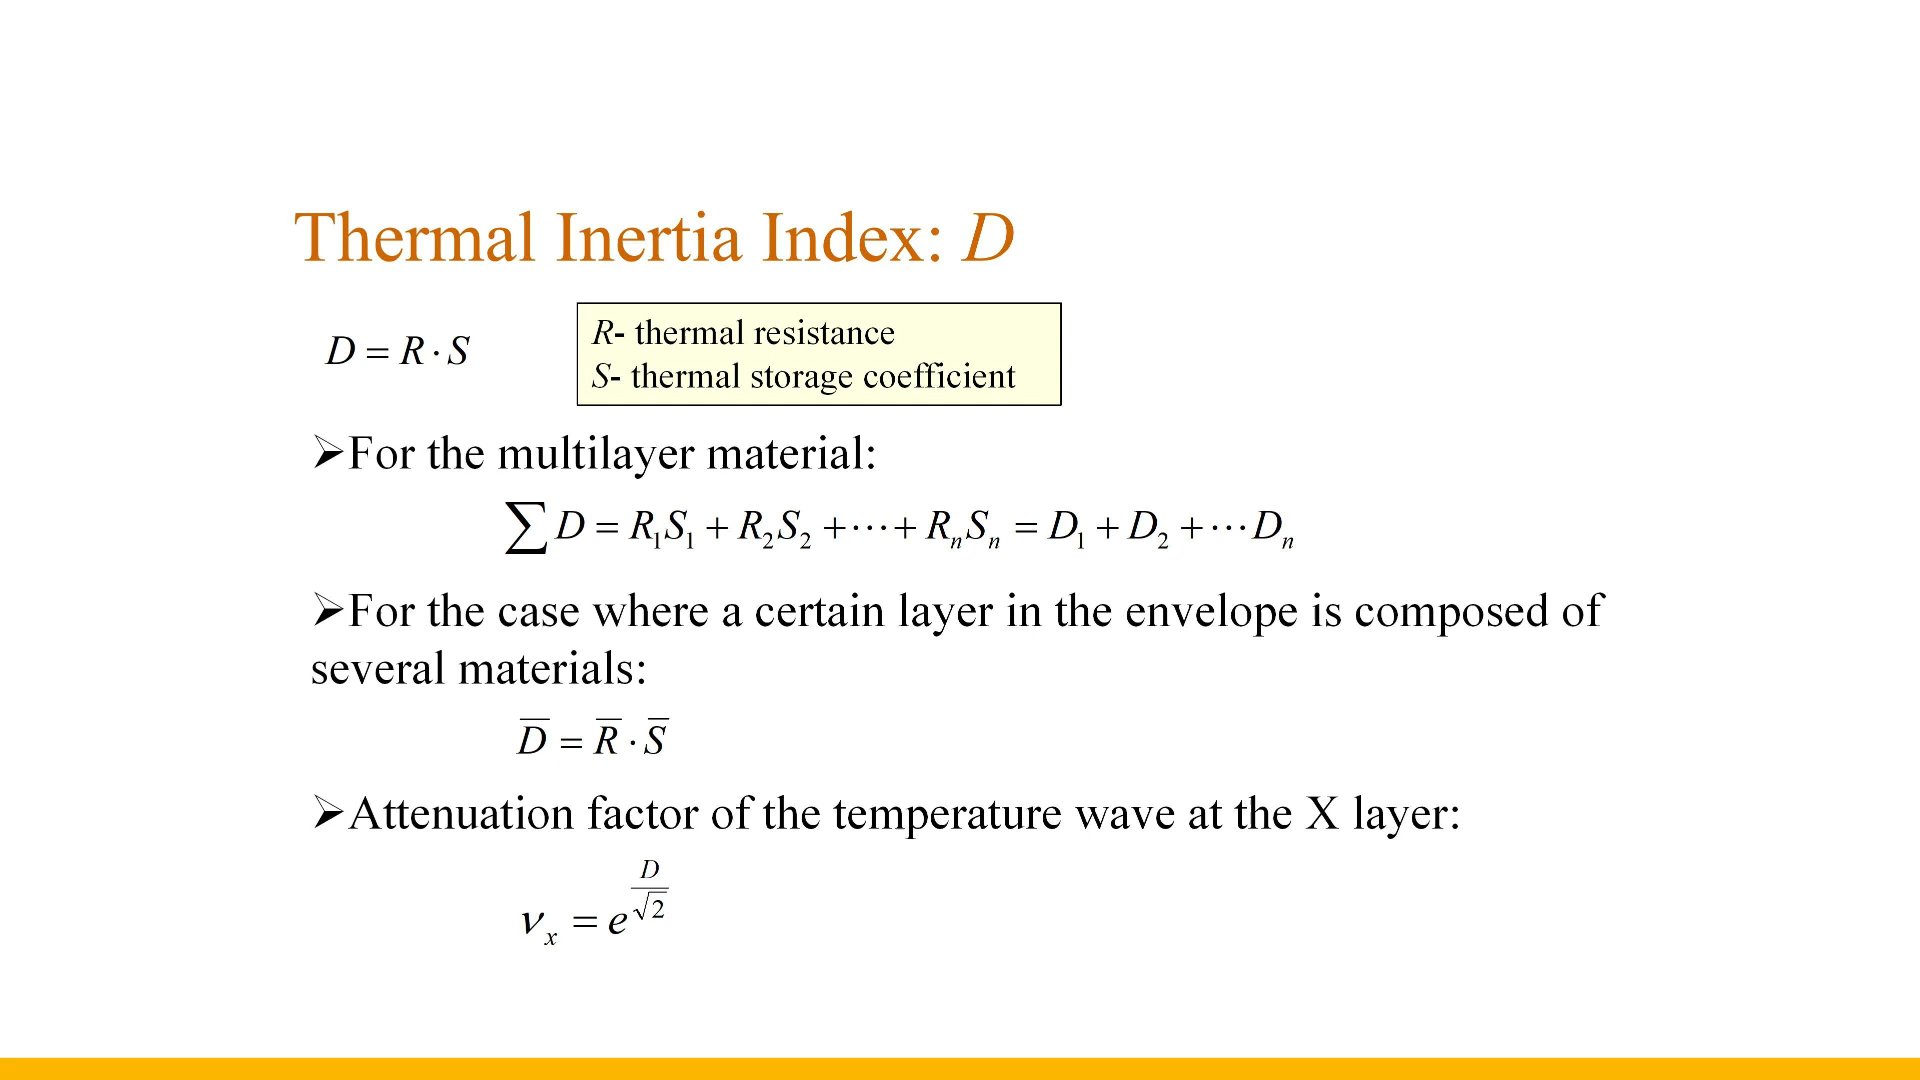 Thermal Inertia Index: D
D = R · S
R- thermal resistance
S- thermal storage coefficient
➢For the multilayer material:
∑D = R₁S₁ + R₂S₂ + ⋯ + RₙSₙ = D₁ + D₂ + ⋯Dₙ
➢For the case where a certain layer in the envelope is composed of
several materials:
D̅ = R̅ · S̅
➢Attenuation factor of the temperature wave at the X layer:
νₓ = e^(D/√2)